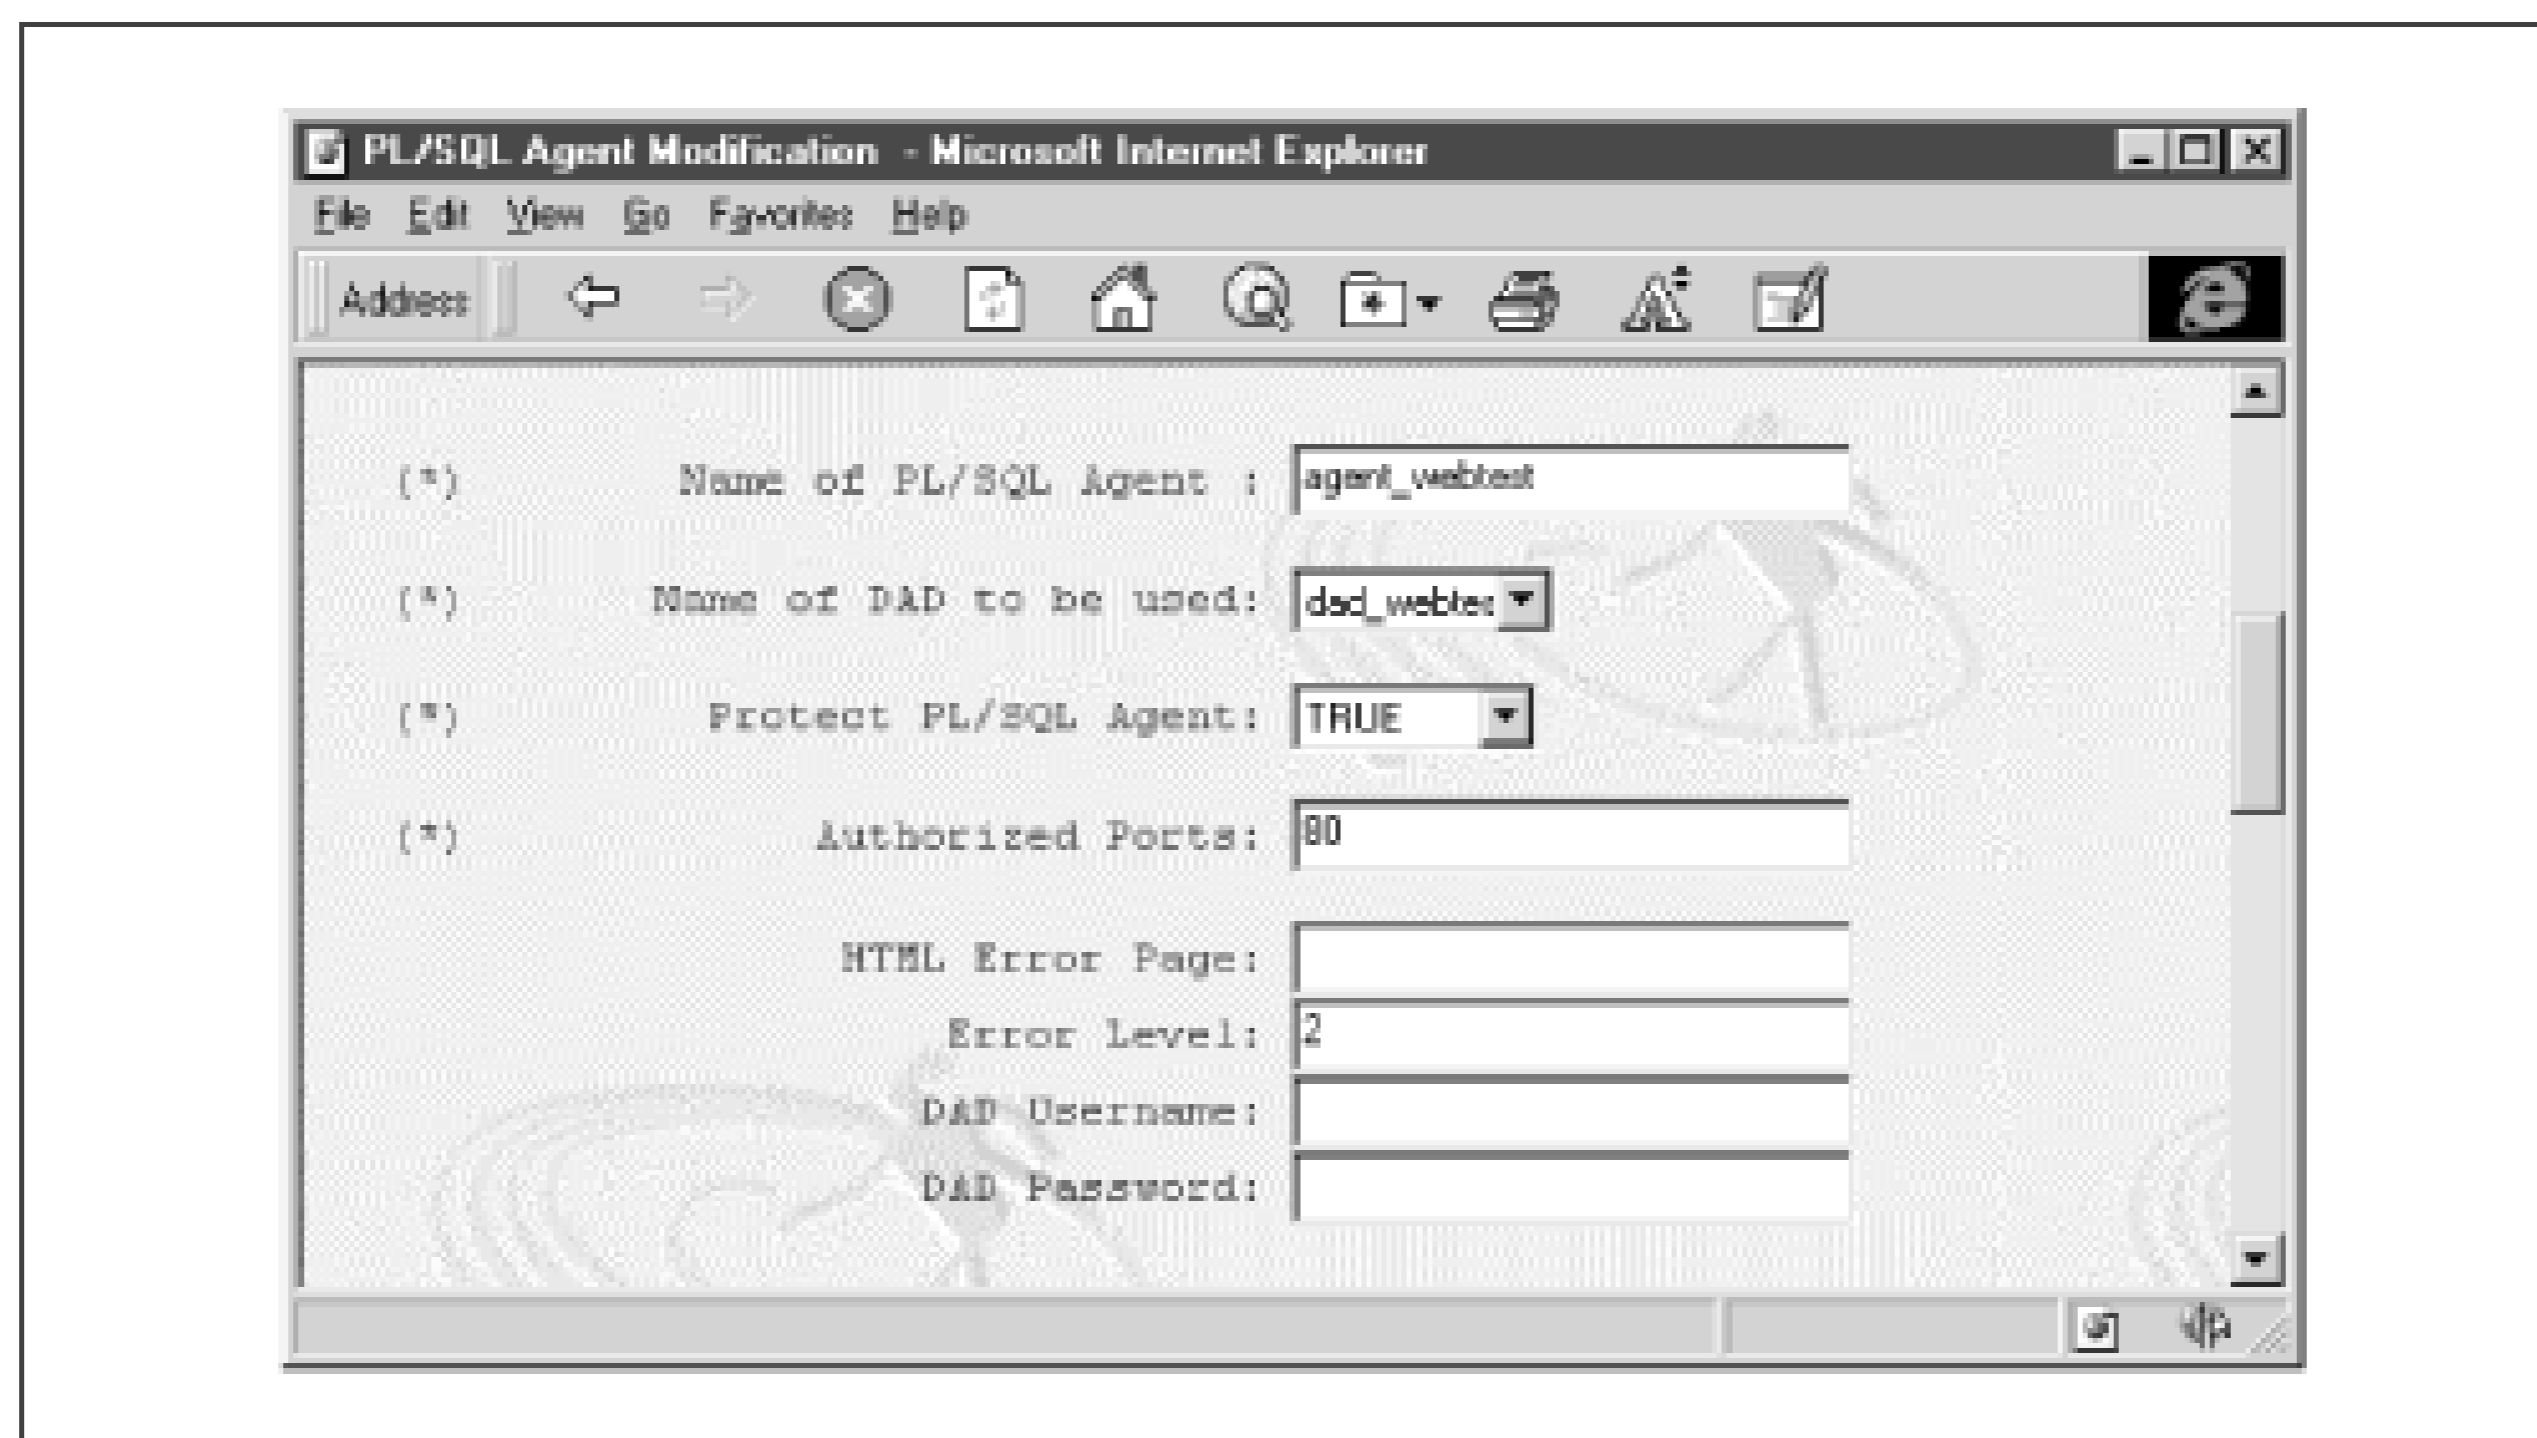 PL/SQL Agent Modification - Microsoft Internet Explorer
File Edit View Go Favorites Help
Address
(*) Name of PL/SQL Agent : agent_webtest
(*) Name of DAD to be used: dad_webtes
(*) Protect PL/SQL Agent: TRUE
(*) Authorized Ports: 80
HTML Error Page:
Error Level: 2
DAD Username:
DAD Password: